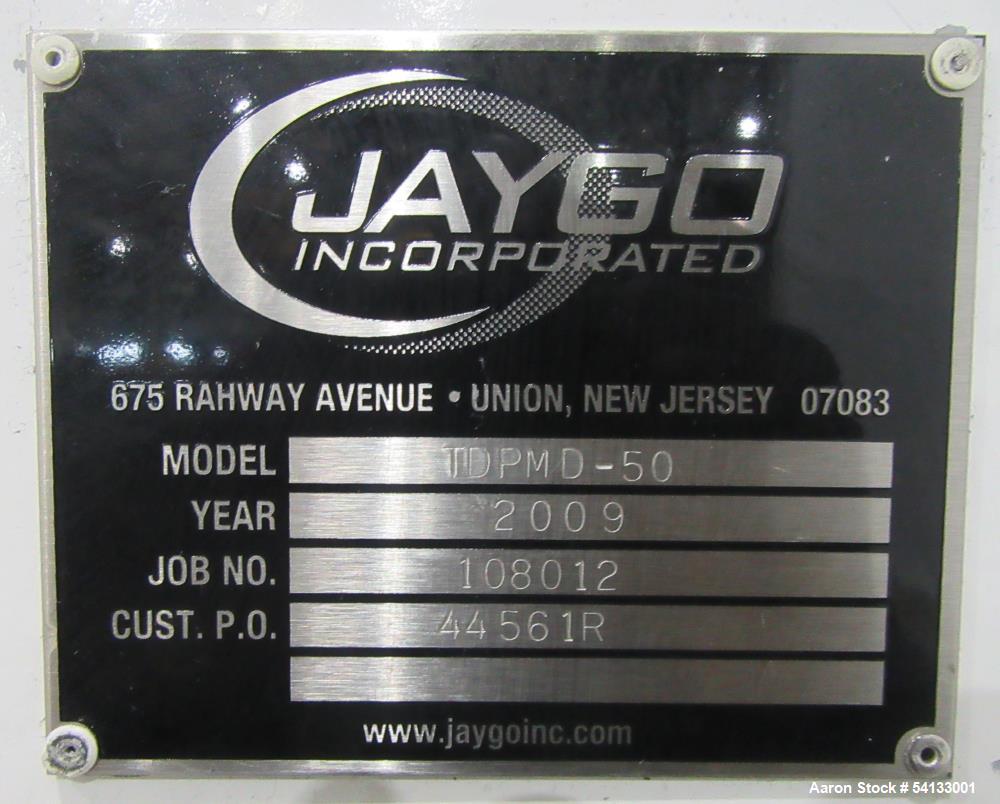 JAYGO
INCORPORATED
675 RAHWAY AVENUE • UNION, NEW JERSEY 07083
MODEL TDPMD-50
YEAR 2009
JOB NO. 108012
CUST. P.O. 44561R
www.jaygoinc.com
Aaron Stock # 54133001